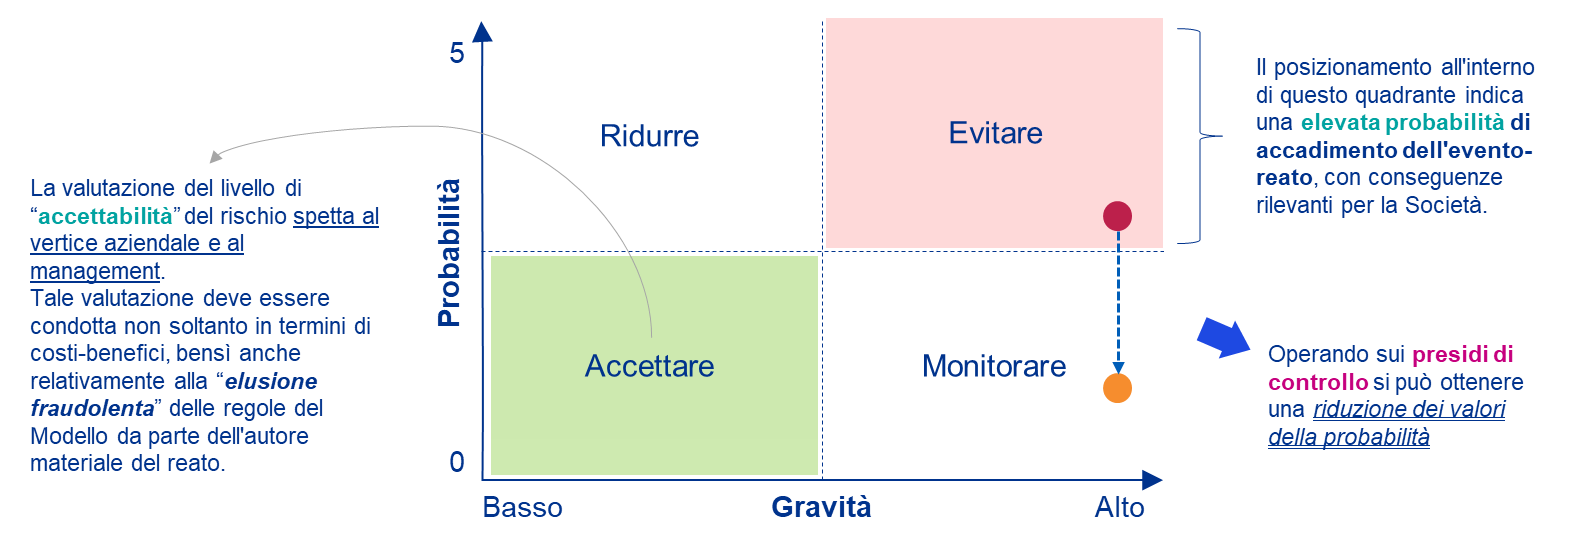 La valutazione del livello di
“accettabilità” del rischio spetta al
vertice aziendale e al
management.
Tale valutazione deve essere
condotta non soltanto in termini di
costi-benefici, bensì anche
relativamente alla “elusione
fraudolenta” delle regole del
Modello da parte dell'autore
materiale del reato.
5
Probabilità
0
Ridurre
Evitare
Accettare
Monitorare
Basso
Gravità
Alto
Il posizionamento all'interno
di questo quadrante indica
una elevata probabilità di
accadimento dell'evento-
reato, con conseguenze
rilevanti per la Società.
Operando sui presidi di
controllo si può ottenere
una riduzione dei valori
della probabilità